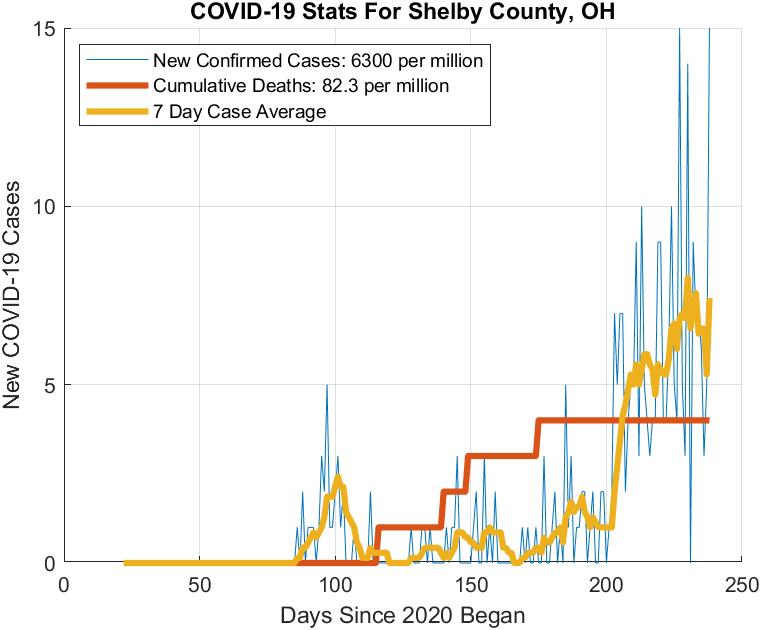 COVID-19 Stats For Shelby County, OH
15
New Confirmed Cases: 6300 per million
Cumulative Deaths: 82.3 per million
7 Day Case Average
10
New COVID-19 Cases
5
0
0 50 100 150 200 250
Days Since 2020 Began